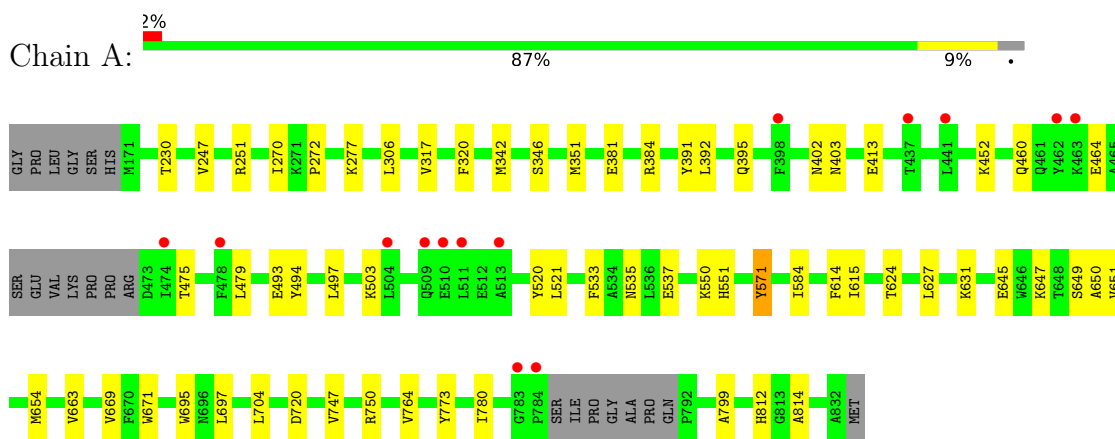 2%
Chain A:
87% 9% •
GLY PRO LEU GLY SER HIS M171 T230 V247 R251 I270 K271 P272 K277 L306 V317 F320 M342 S346 M351 E381 R384 Y391 L392 Q395 F398 N402 N403 E413 T437 L441 K452 Q460 Q461 Y462 K463 E464 A465
SER GLU VAL LYS PRO PRO ARG D473 I474 T475 F478 L479 E493 Y494 L497 K503 L504 Q509 E510 L511 E512 A513 Y520 L521 F533 A534 N535 L536 E537 K550 H551 Y571 I584 F614 I615 T624 L627 K631 E645 W646 K647 T648 S649 A650 V651
M654 V663 V669 F670 W671 W695 N696 L697 L704 D720 V747 R750 V764 Y773 I780 G783 P784 SER ILE PRO GLY ALA PRO GLN P792 A799 H812 G813 A814 A832 MET